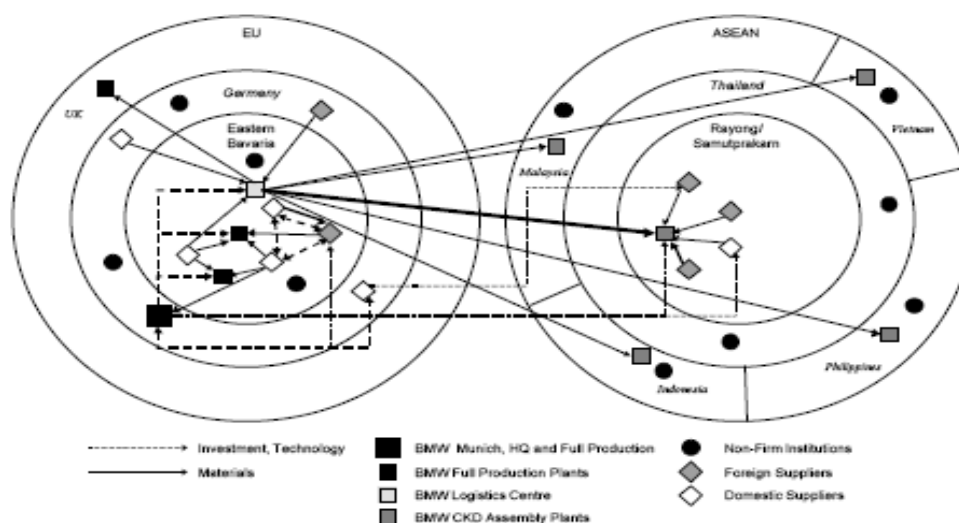 EU
ASEAN
Germany
Thailand
UK
Eastern
Bavaria
Rayong/
Samutprakarn
Vietnam
Malaysia
Indonesia
Philippines
Investment, Technology
Materials
BMW Munich, HQ and Full Production
BMW Full Production Plants
BMW Logistics Centre
BMW CKD Assembly Plants
Non-Firm Institutions
Foreign Suppliers
Domestic Suppliers